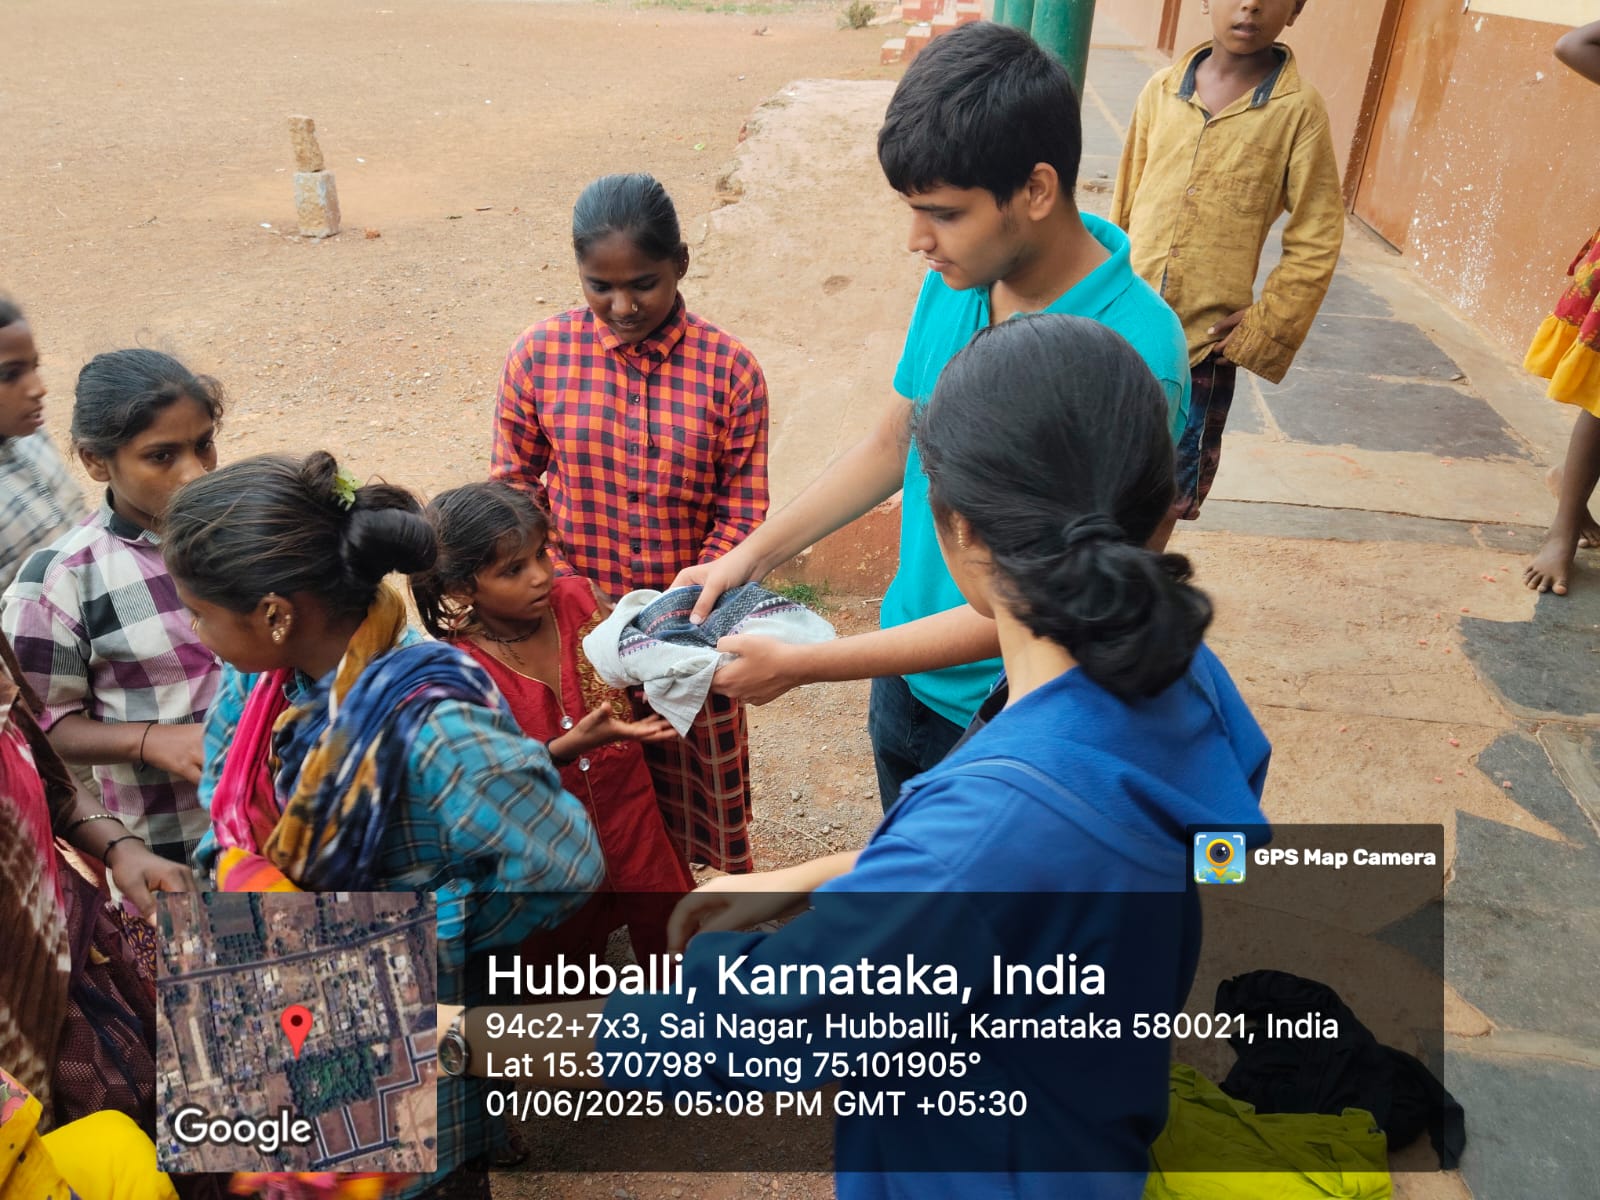 GPS Map Camera
Hubballi, Karnataka, India
94c2+7x3, Sai Nagar, Hubballi, Karnataka 580021, India
Lat 15.370798° Long 75.101905°
01/06/2025 05:08 PM GMT +05:30
Google